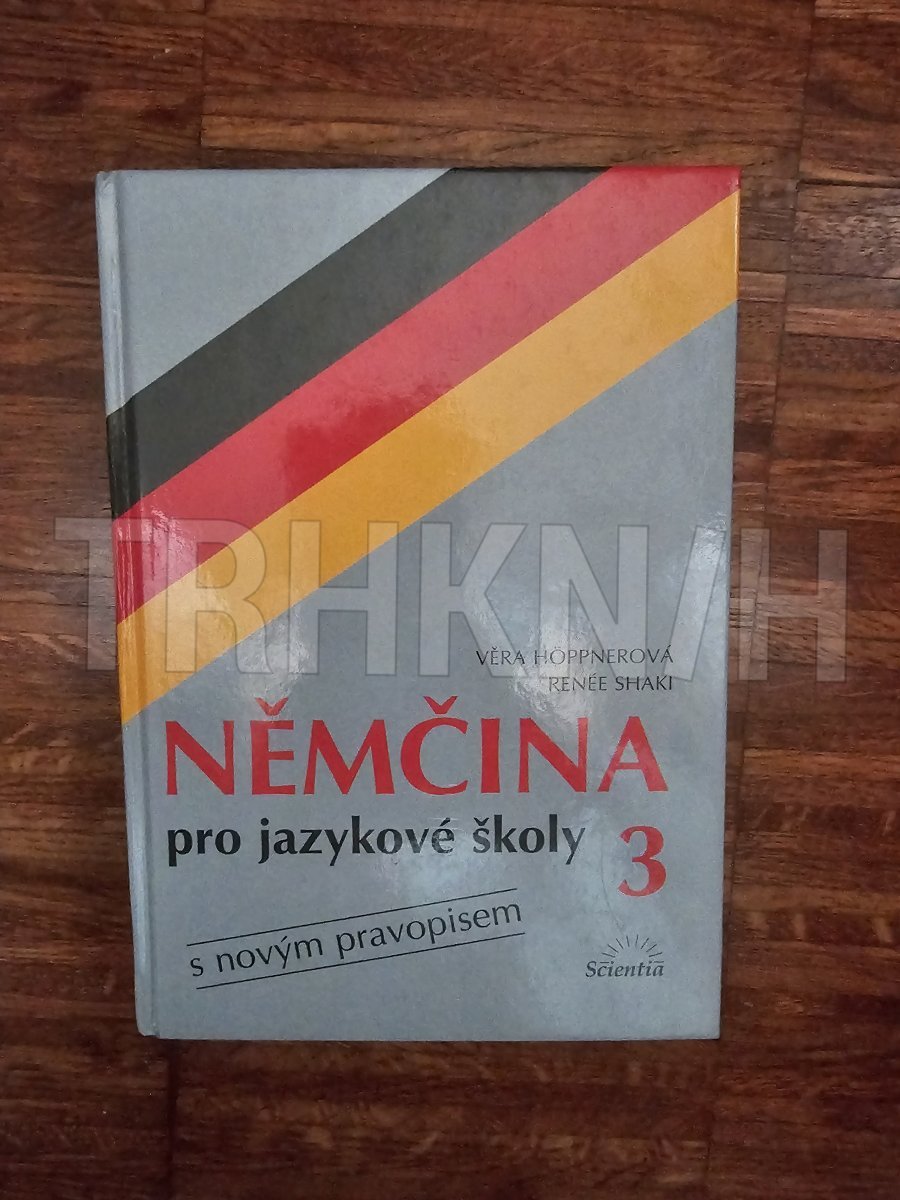 TRHKNIH
VĚRA HÖPPNEROVÁ
RENÉE SHAKI
NĚMČINA
pro jazykové školy 3
s novým pravopisem
Scientia